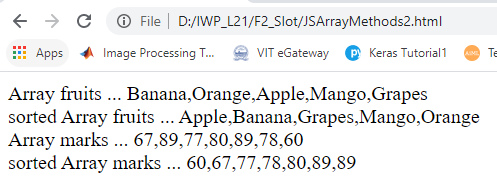 File | D:/IWP_L21/F2_Slot/JSArrayMethods2.html
Apps Image Processing T... VIT eGateway Keras Tutorial1 Ten
Array fruits ... Banana,Orange,Apple,Mango,Grapes
sorted Array fruits ... Apple,Banana,Grapes,Mango,Orange
Array marks ... 67,89,77,80,89,78,60
sorted Array marks ... 60,67,77,78,80,89,89